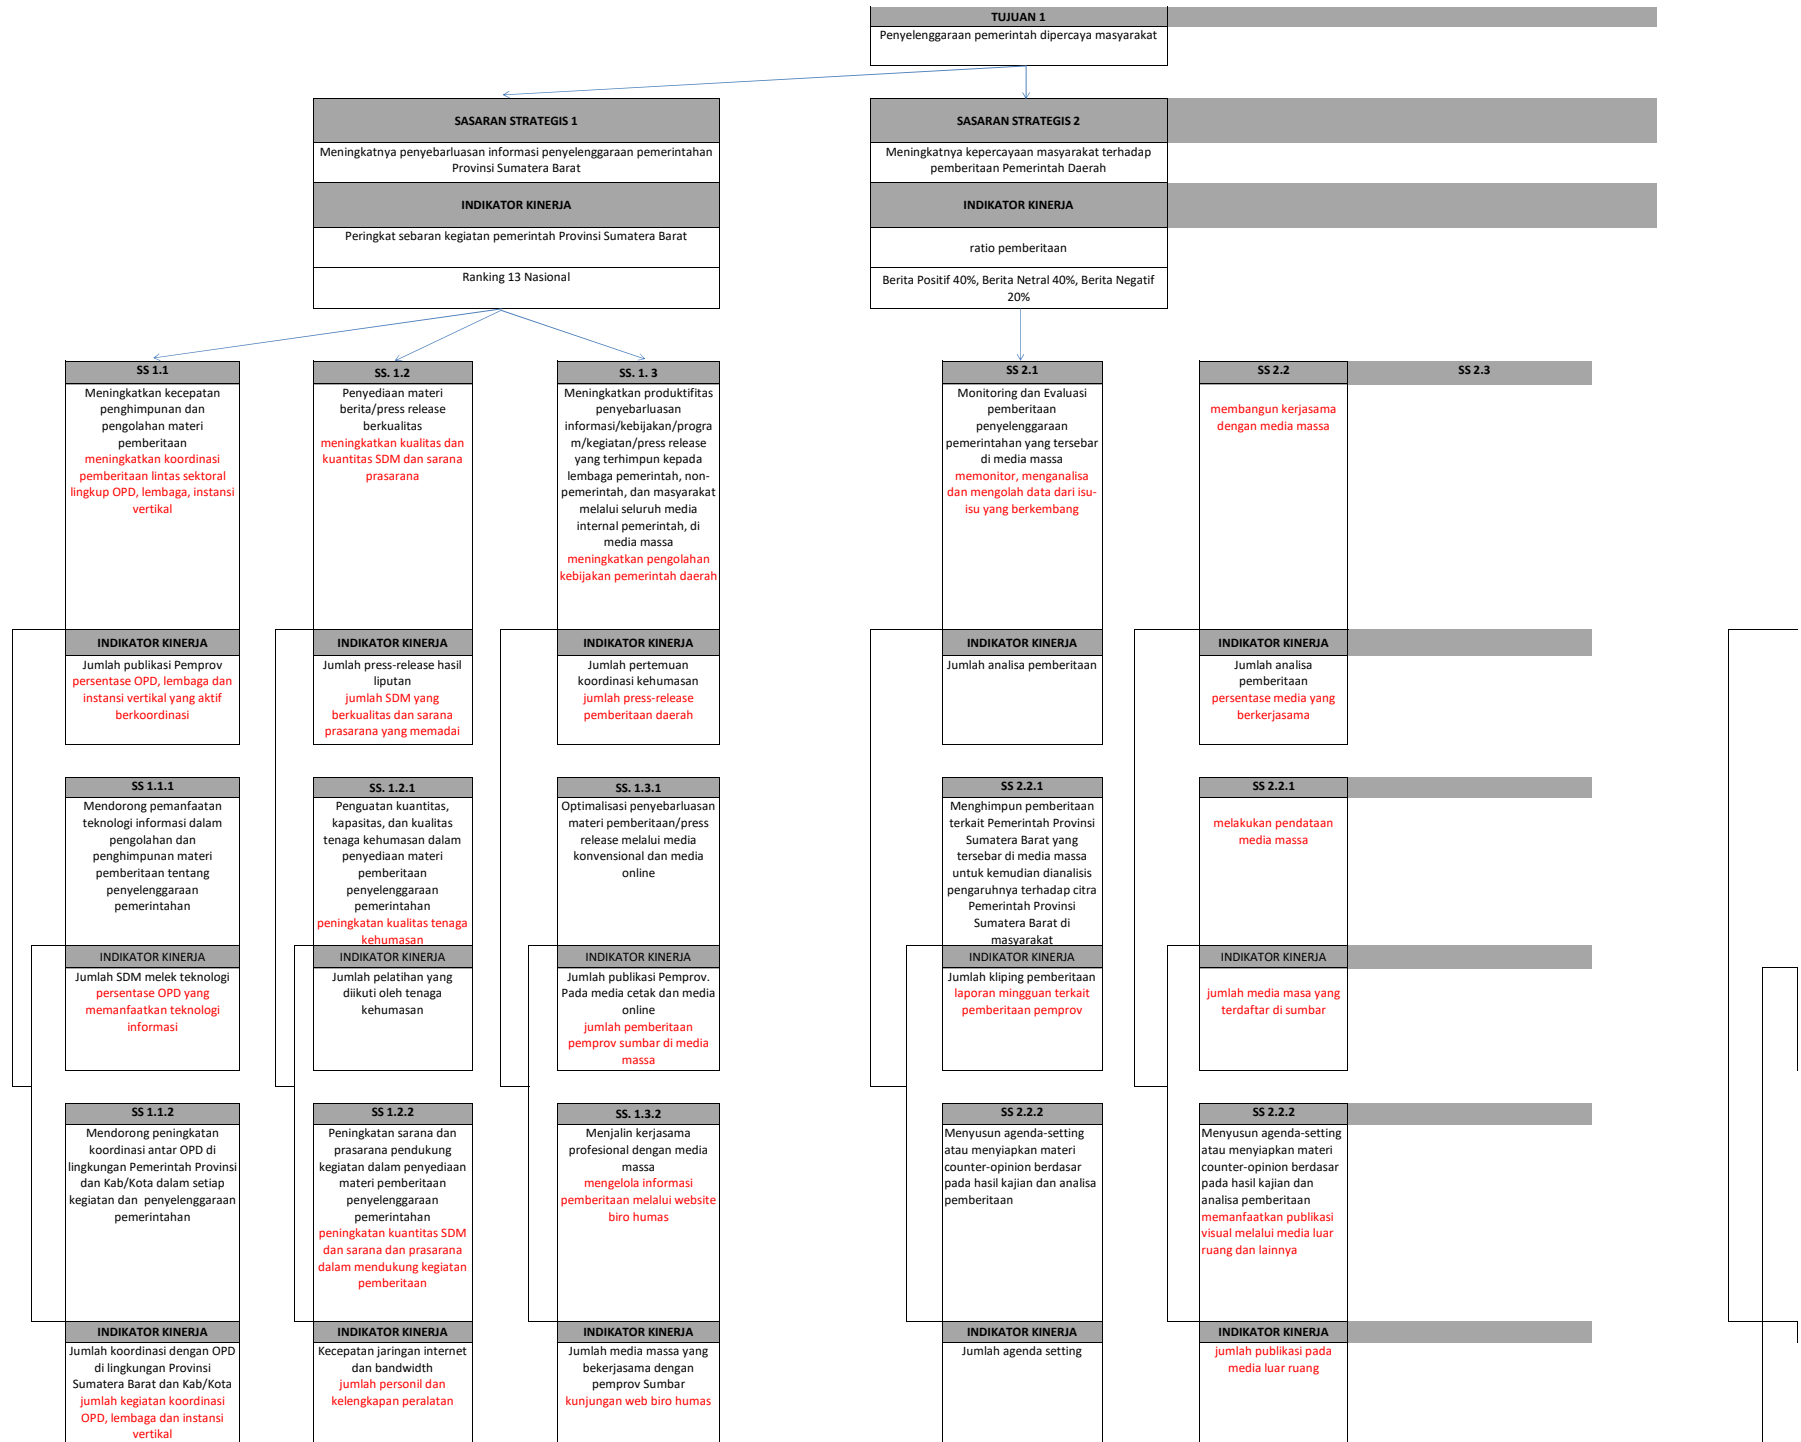 TUJUAN 1
Penyelenggaraan pemerintah dipercaya masyarakat
SASARAN STRATEGIS 1
Meningkatnya penyebarluasan informasi penyelenggaraan pemerintahan
Provinsi Sumatera Barat
INDIKATOR KINERJA
Peringkat sebaran kegiatan pemerintah Provinsi Sumatera Barat
Ranking 13 Nasional
SASARAN STRATEGIS 2
Meningkatnya kepercayaan masyarakat terhadap
pemberitaan Pemerintah Daerah
INDIKATOR KINERJA
ratio pemberitaan
Berita Positif 40%, Berita Netral 40%, Berita Negatif
20%
SS 1.1
Meningkatkan kecepatan
penghimpunan dan
pengolahan materi
pemberitaan
meningkatkan koordinasi
pemberitaan lintas sektoral
lingkup OPD, lembaga, instansi
vertikal
INDIKATOR KINERJA
Jumlah publikasi Pemprov
persentase OPD, lembaga dan
instansi vertikal yang aktif
berkoordinasi
SS 1.1.1
Mendorong pemanfaatan
teknologi informasi dalam
pengolahan dan
penghimpunan materi
pemberitaan tentang
penyelenggaraan
pemerintahan
INDIKATOR KINERJA
Jumlah SDM melek teknologi
persentase OPD yang
memanfaatkan teknologi
informasi
SS 1.1.2
Mendorong peningkatan
koordinasi antar OPD di
lingkungan Pemerintah Provinsi
dan Kab/Kota dalam setiap
kegiatan dan  penyelenggaraan
pemerintahan
INDIKATOR KINERJA
Jumlah koordinasi dengan OPD
di lingkungan Provinsi
Sumatera Barat dan Kab/Kota
jumlah kegiatan koordinasi
OPD, lembaga dan instansi
vertikal
SS. 1.2
Penyediaan materi
berita/press release
berkualitas
meningkatkan kualitas dan
kuantitas SDM dan sarana
prasarana
INDIKATOR KINERJA
Jumlah press-release hasil
liputan
jumlah SDM yang
berkualitas dan sarana
prasarana yang memadai
SS. 1.2.1
Penguatan kuantitas,
kapasitas, dan kualitas
tenaga kehumasan dalam
penyediaan materi
pemberitaan
penyelenggaraan
pemerintahan
peningkatan kualitas tenaga
kehumasan
INDIKATOR KINERJA
Jumlah pelatihan yang
diikuti oleh tenaga
kehumasan
SS 1.2.2
Peningkatan sarana dan
prasarana pendukung
kegiatan dalam penyediaan
materi pemberitaan
penyelenggaraan
pemerintahan
peningkatan kuantitas SDM
dan sarana dan prasarana
dalam mendukung kegiatan
pemberitaan
INDIKATOR KINERJA
Kecepatan jaringan internet
dan bandwidth
jumlah personil dan
kelengkapan peralatan
SS. 1. 3
Meningkatkan produktifitas
penyebarluasan
informasi/kebijakan/progra
m/kegiatan/press release
yang terhimpun kepada
lembaga pemerintah, non-
pemerintah, dan masyarakat
melalui seluruh media
internal pemerintah, di
media massa
meningkatkan pengolahan
kebijakan pemerintah daerah
INDIKATOR KINERJA
Jumlah pertemuan
koordinasi kehumasan
jumlah press-release
pemberitaan daerah
SS. 1.3.1
Optimalisasi penyebarluasan
materi pemberitaan/press
release melalui media
konvensional dan media
online
INDIKATOR KINERJA
Jumlah publikasi Pemprov.
Pada media cetak dan media
online
jumlah pemberitaan
pemprov sumbar di media
massa
SS. 1.3.2
Menjalin kerjasama
profesional dengan media
massa
mengelola informasi
pemberitaan melalui website
biro humas
INDIKATOR KINERJA
Jumlah media massa yang
bekerjasama dengan
pemprov Sumbar
kunjungan web biro humas
SS 2.1
Monitoring dan Evaluasi
pemberitaan
penyelenggaraan
pemerintahan yang tersebar
di media massa
memonitor, menganalisa
dan mengolah data dari isu-
isu yang berkembang
INDIKATOR KINERJA
Jumlah analisa pemberitaan
SS 2.2.1
Menghimpun pemberitaan
terkait Pemerintah Provinsi
Sumatera Barat yang
tersebar di media massa
untuk kemudian dianalisis
pengaruhnya terhadap citra
Pemerintah Provinsi
Sumatera Barat di
masyarakat
INDIKATOR KINERJA
Jumlah kliping pemberitaan
laporan mingguan terkait
pemberitaan pemprov
SS 2.2.2
Menyusun agenda-setting
atau menyiapkan materi
counter-opinion berdasar
pada hasil kajian dan analisa
pemberitaan
INDIKATOR KINERJA
Jumlah agenda setting
SS 2.2
membangun kerjasama
dengan media massa
INDIKATOR KINERJA
Jumlah analisa
pemberitaan
persentase media yang
berkerjasama
SS 2.2.1
melakukan pendataan
media massa
INDIKATOR KINERJA
jumlah media masa yang
terdaftar di sumbar
SS 2.2.2
Menyusun agenda-setting
atau menyiapkan materi
counter-opinion berdasar
pada hasil kajian dan
analisa pemberitaan
memanfaatkan publikasi
visual melalui media luar
ruang dan lainnya
INDIKATOR KINERJA
jumlah publikasi pada
media luar ruang
SS 2.3